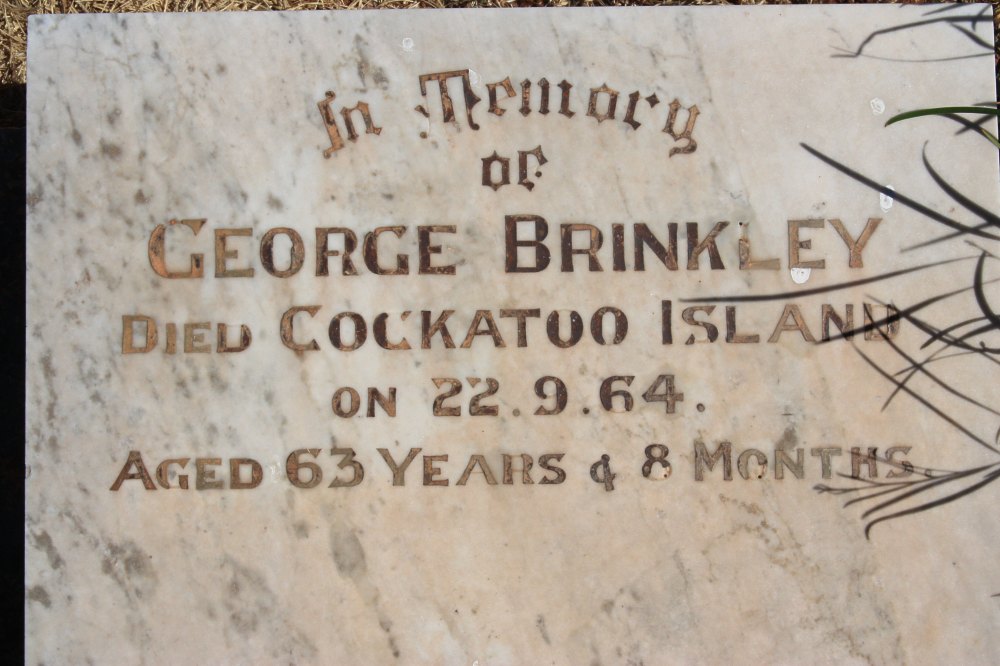 In Memory
of
GEORGE BRINKLEY
DIED COCKATOO ISLAND
ON 22.9.64.
AGED 63 YEARS & 8 MONTHS.